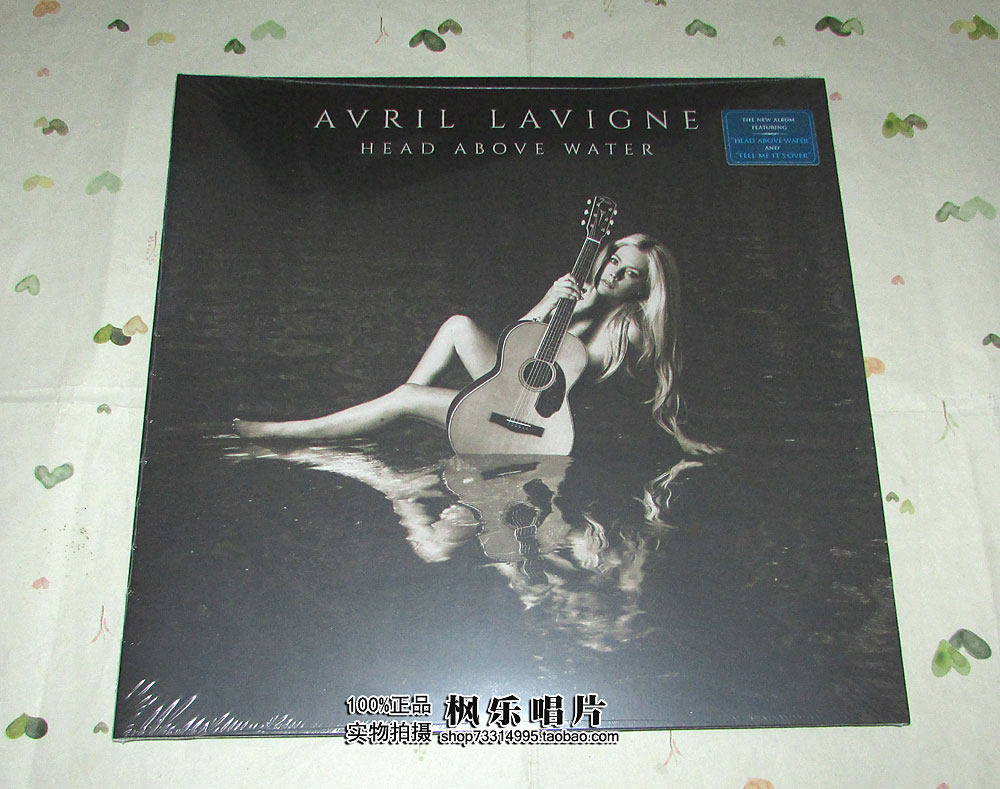 AVRIL LAVIGNE
HEAD ABOVE WATER
THE NEW ALBUM
FEATURING
"HEAD ABOVE WATER"
AND
"TELL ME IT'S OVER"
100%正品
实物拍摄
枫乐唱片
shop73314995.taobao.com